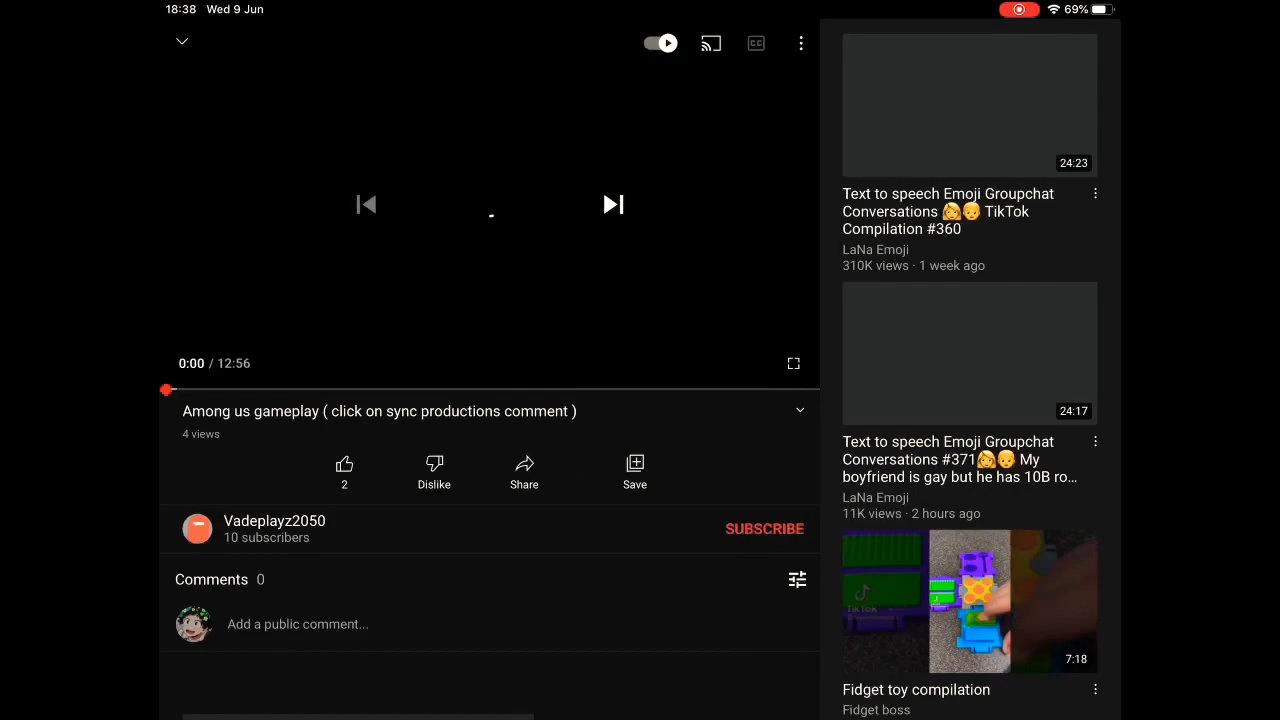 18:38 Wed 9 Jun
69%
CC
0:00 / 12:56
Among us gameplay ( click on sync productions comment )
4 views
2
Dislike
Share
Save
Vadeplayz2050
10 subscribers
SUBSCRIBE
Comments 0
Add a public comment...
24:23
Text to speech Emoji Groupchat
Conversations 👩👨 TikTok
Compilation #360
LaNa Emoji
310K views · 1 week ago
24:17
Text to speech Emoji Groupchat
Conversations #371👩👨 My
boyfriend is gay but he has 10B ro...
LaNa Emoji
11K views · 2 hours ago
TikTok
7:18
Fidget toy compilation
Fidget boss